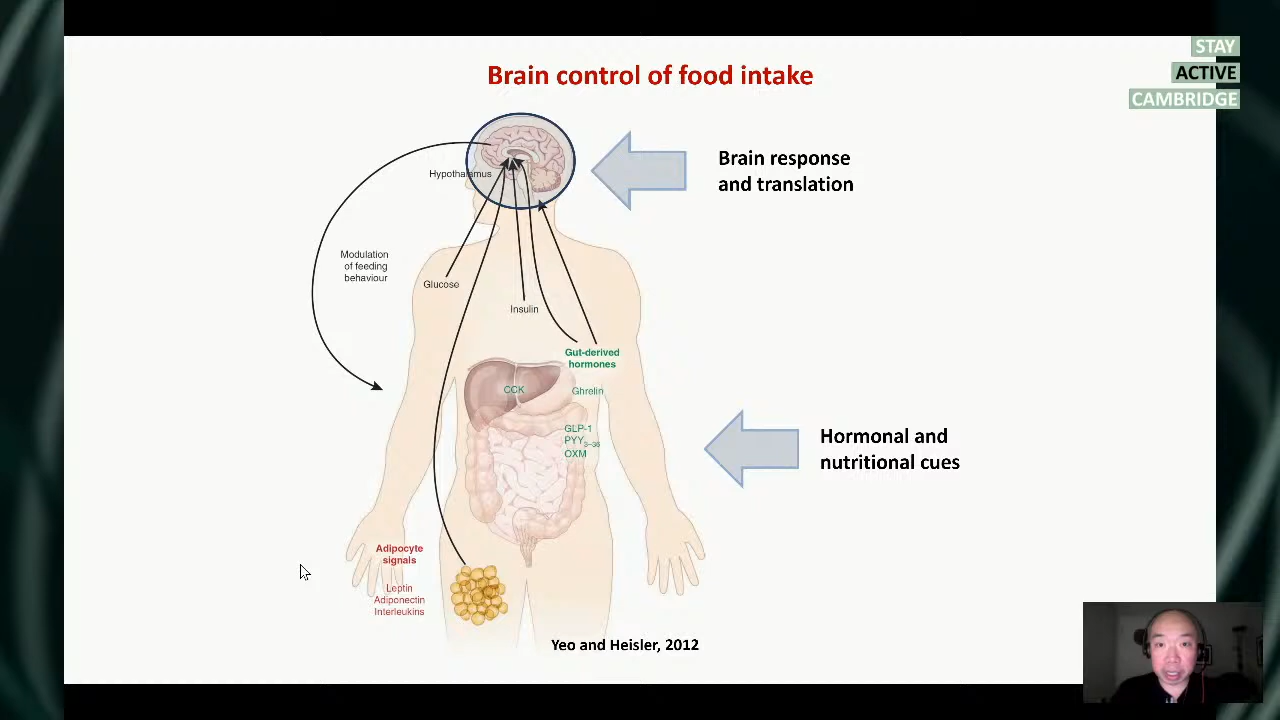 Brain control of food intake
STAY
ACTIVE
CAMBRIDGE
Hypothalamus
Brain response
and translation
Modulation
of feeding
behaviour
Glucose
Insulin
Gut-derived
hormones
CCK
Ghrelin
GLP-1
PYY3–36
OXM
Hormonal and
nutritional cues
Adipocyte
signals
Leptin
Adiponectin
Interleukins
Yeo and Heisler, 2012